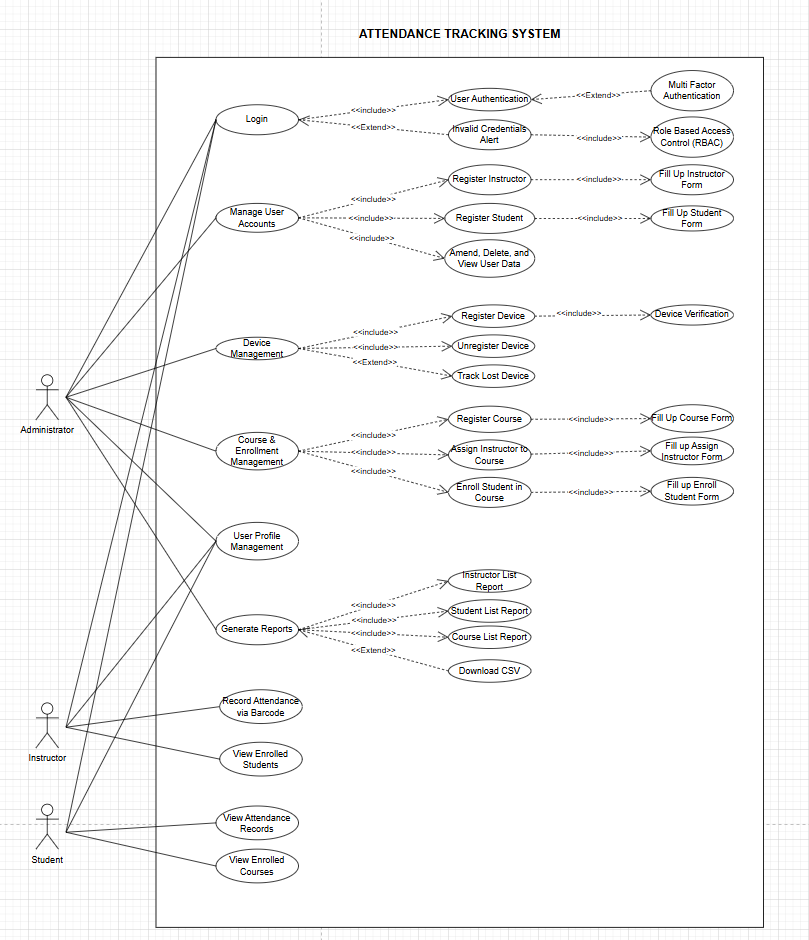 ATTENDANCE TRACKING SYSTEM
Login
<<include>>
<<Extend>>
User Authentication
<<Extend>>
Multi Factor
Authentication
Invalid Credentials
Alert
<<include>>
Role Based Access
Control (RBAC)
Manage User
Accounts
<<include>>
<<include>>
<<include>>
Register Instructor
<<include>>
Fill Up Instructor
Form
Register Student
<<include>>
Fill Up Student
Form
Amend, Delete, and
View User Data
Device
Management
<<include>>
<<include>>
<<Extend>>
Register Device
<<include>>
Device Verification
Unregister Device
Track Lost Device
Administrator
Course &
Enrollment
Management
<<include>>
<<include>>
<<include>>
Register Course
<<include>>
Fill Up Course Form
Assign Instructor to
Course
<<include>>
Fill up Assign
Instructor Form
Enroll Student in
Course
<<include>>
Fill up Enroll
Student Form
User Profile
Management
Generate Reports
<<include>>
<<include>>
<<include>>
<<Extend>>
Instructor List
Report
Student List Report
Course List Report
Download CSV
Instructor
Record Attendance
via Barcode
View Enrolled
Students
Student
View Attendance
Records
View Enrolled
Courses